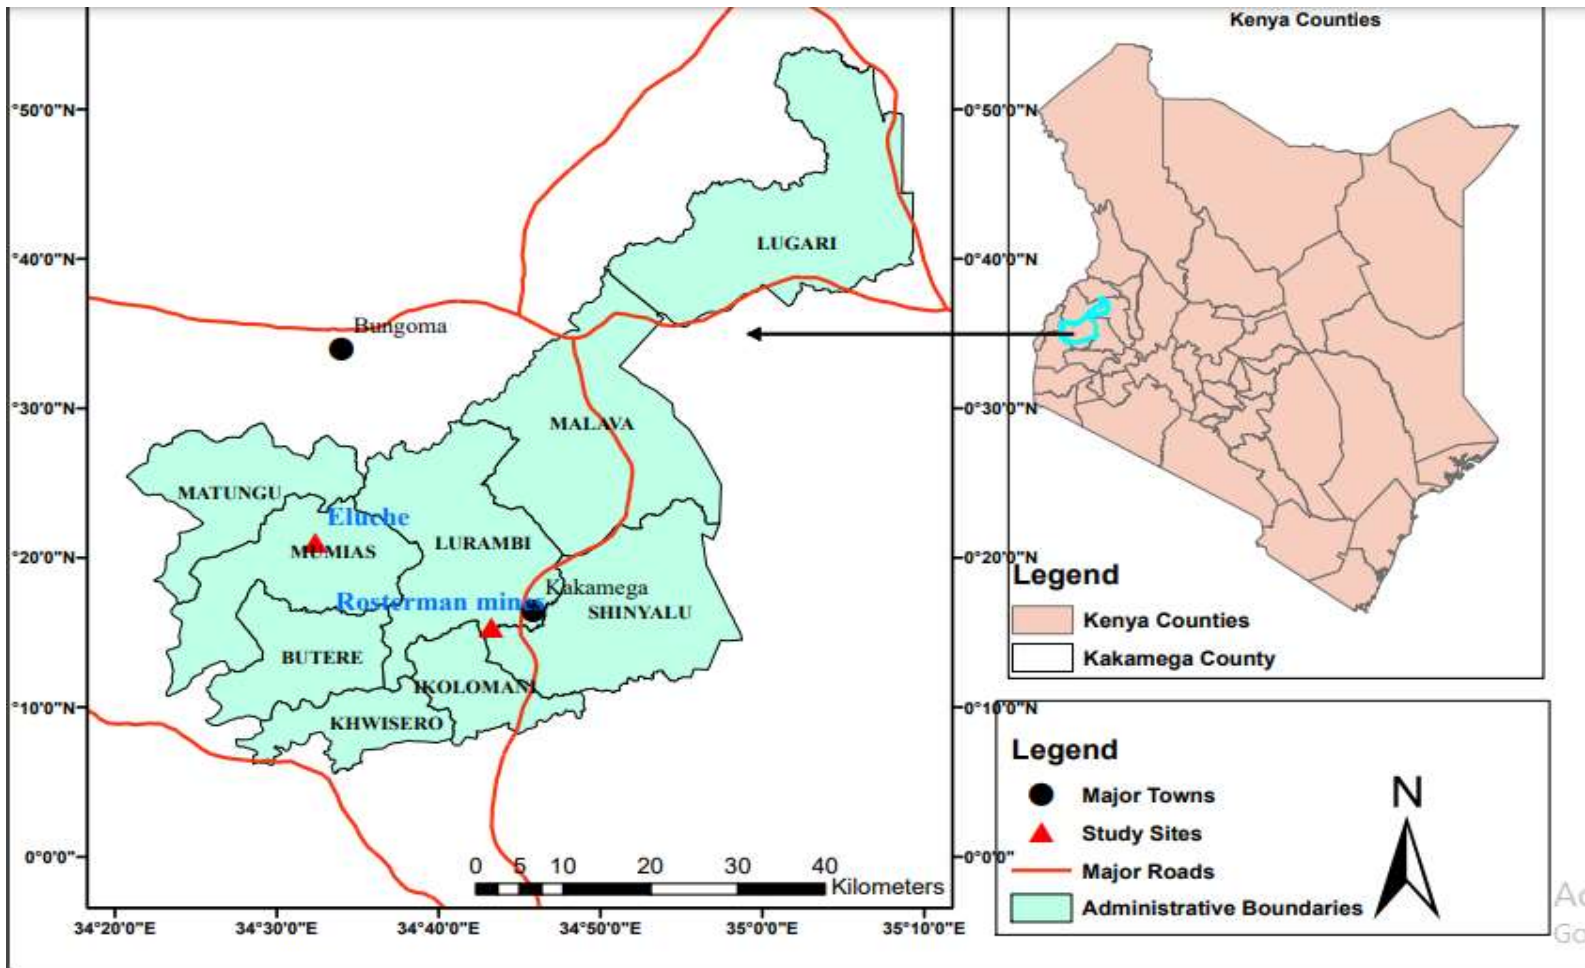 Kenya Counties
°50'0"N
0°50'0"N
°40'0"N
0°40'0"N
°30'0"N
0°30'0"N
°20'0"N
0°20'0"N
°10'0"N
0°10'0"N
0°0'0"
0°0'0"
LUGARI
Bungoma
MALAVA
MATUNGU
Eluche
MUMIAS
LURAMBI
Kakamega
Rosterman mines
SHINYALU
BUTERE
IKOLOMANI
KHWISERO
0 5 10 20 30 40
Kilometers
34°20'0"E 34°30'0"E 34°40'0"E 34°50'0"E 35°0'0"E 35°10'0"E
Legend
Kenya Counties
Kakamega County
Legend
Major Towns
Study Sites
Major Roads
Administrative Boundaries
N